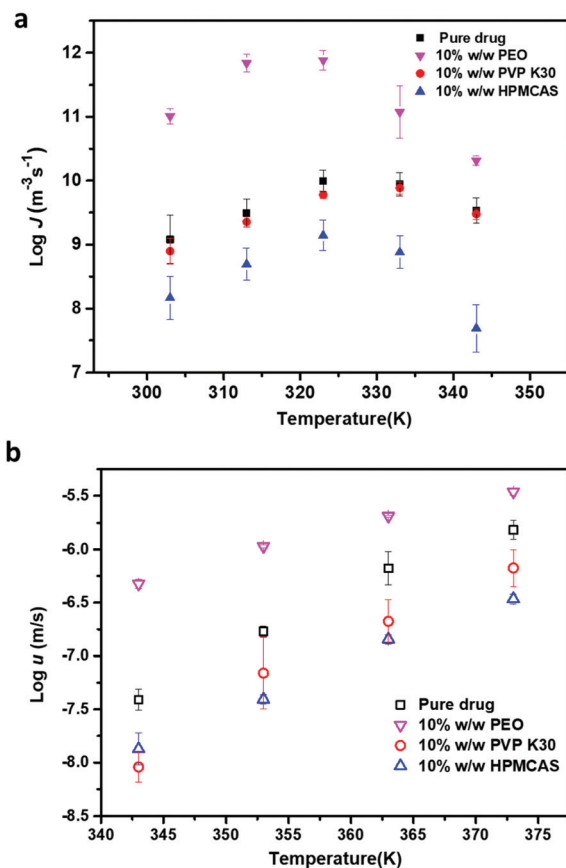 a
Log J (m⁻³s⁻¹)
12
11
10
9
8
7
Pure drug
10% w/w PEO
10% w/w PVP K30
10% w/w HPMCAS
300 310 320 330 340 350
Temperature(K)
b
Log u (m/s)
-5.5
-6.0
-6.5
-7.0
-7.5
-8.0
-8.5
Pure drug
10% w/w PEO
10% w/w PVP K30
10% w/w HPMCAS
340 345 350 355 360 365 370 375
Temperature(K)